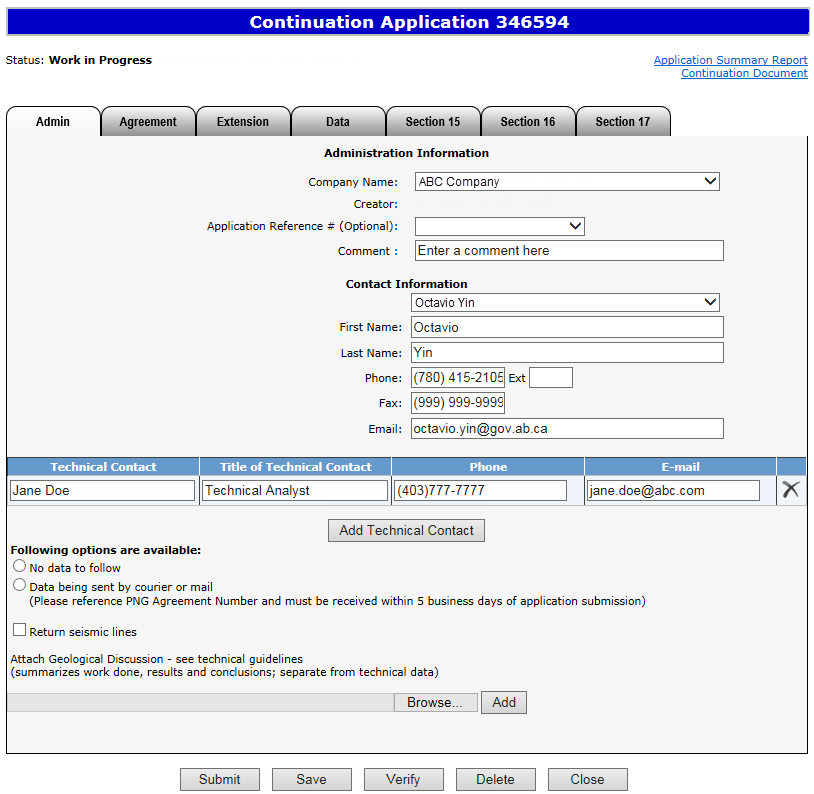 Continuation Application 346594
Status: Work in Progress
Application Summary Report
Continuation Document
Admin Agreement Extension Data Section 15 Section 16 Section 17
Administration Information
Company Name: ABC Company
Creator:
Application Reference # (Optional):
Comment : Enter a comment here
Contact Information
Octavio Yin
First Name: Octavio
Last Name: Yin
Phone: (780) 415-2105 Ext
Fax: (999) 999-9999
Email: octavio.yin@gov.ab.ca
Technical Contact Title of Technical Contact Phone E-mail
Jane Doe Technical Analyst (403)777-7777 jane.doe@abc.com
Add Technical Contact
Following options are available:
No data to follow
Data being sent by courier or mail
(Please reference PNG Agreement Number and must be received within 5 business days of application submission)
Return seismic lines
Attach Geological Discussion - see technical guidelines
(summarizes work done, results and conclusions; separate from technical data)
Browse... Add
Submit Save Verify Delete Close